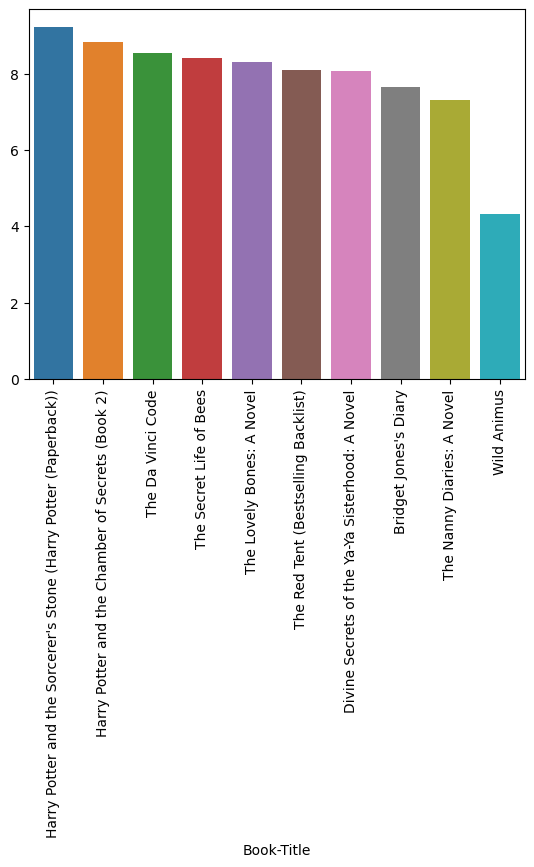 8
6
4
2
0
Harry Potter and the Sorcerer's Stone (Harry Potter (Paperback))
Harry Potter and the Chamber of Secrets (Book 2)
The Da Vinci Code
The Secret Life of Bees
The Lovely Bones: A Novel
The Red Tent (Bestselling Backlist)
Divine Secrets of the Ya-Ya Sisterhood: A Novel
Bridget Jones's Diary
The Nanny Diaries: A Novel
Wild Animus
Book-Title